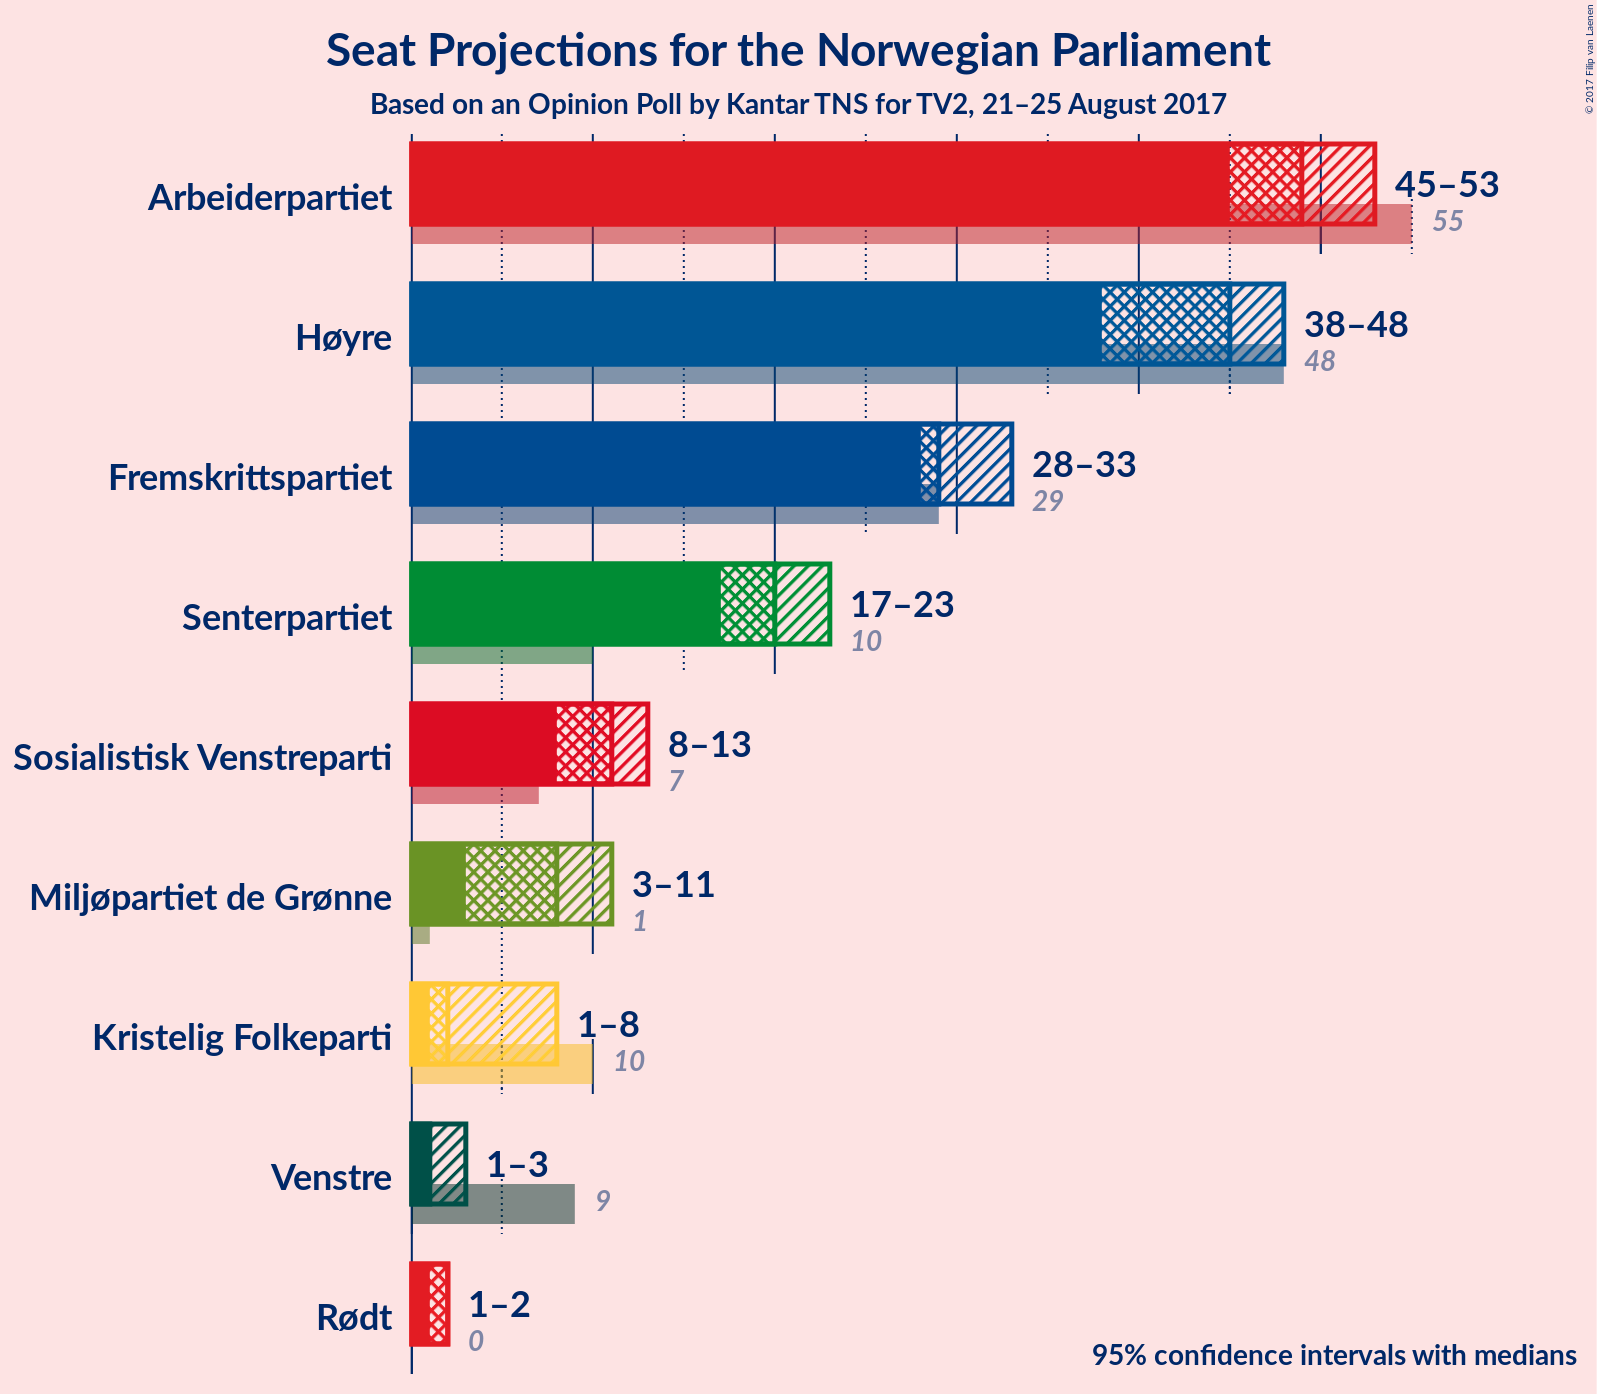 Seat Projections for the Norwegian Parliament
Based on an Opinion Poll by Kantar TNS for TV2, 21–25 August 2017
© 2017 Filip van Laenen
Arbeiderpartiet
45–53
55
Høyre
38–48
48
Fremskrittspartiet
28–33
29
Senterpartiet
17–23
10
Sosialistisk Venstreparti
8–13
7
Miljøpartiet de Grønne
3–11
1
Kristelig Folkeparti
1–8
10
Venstre
1–3
9
Rødt
1–2
0
95% confidence intervals with medians